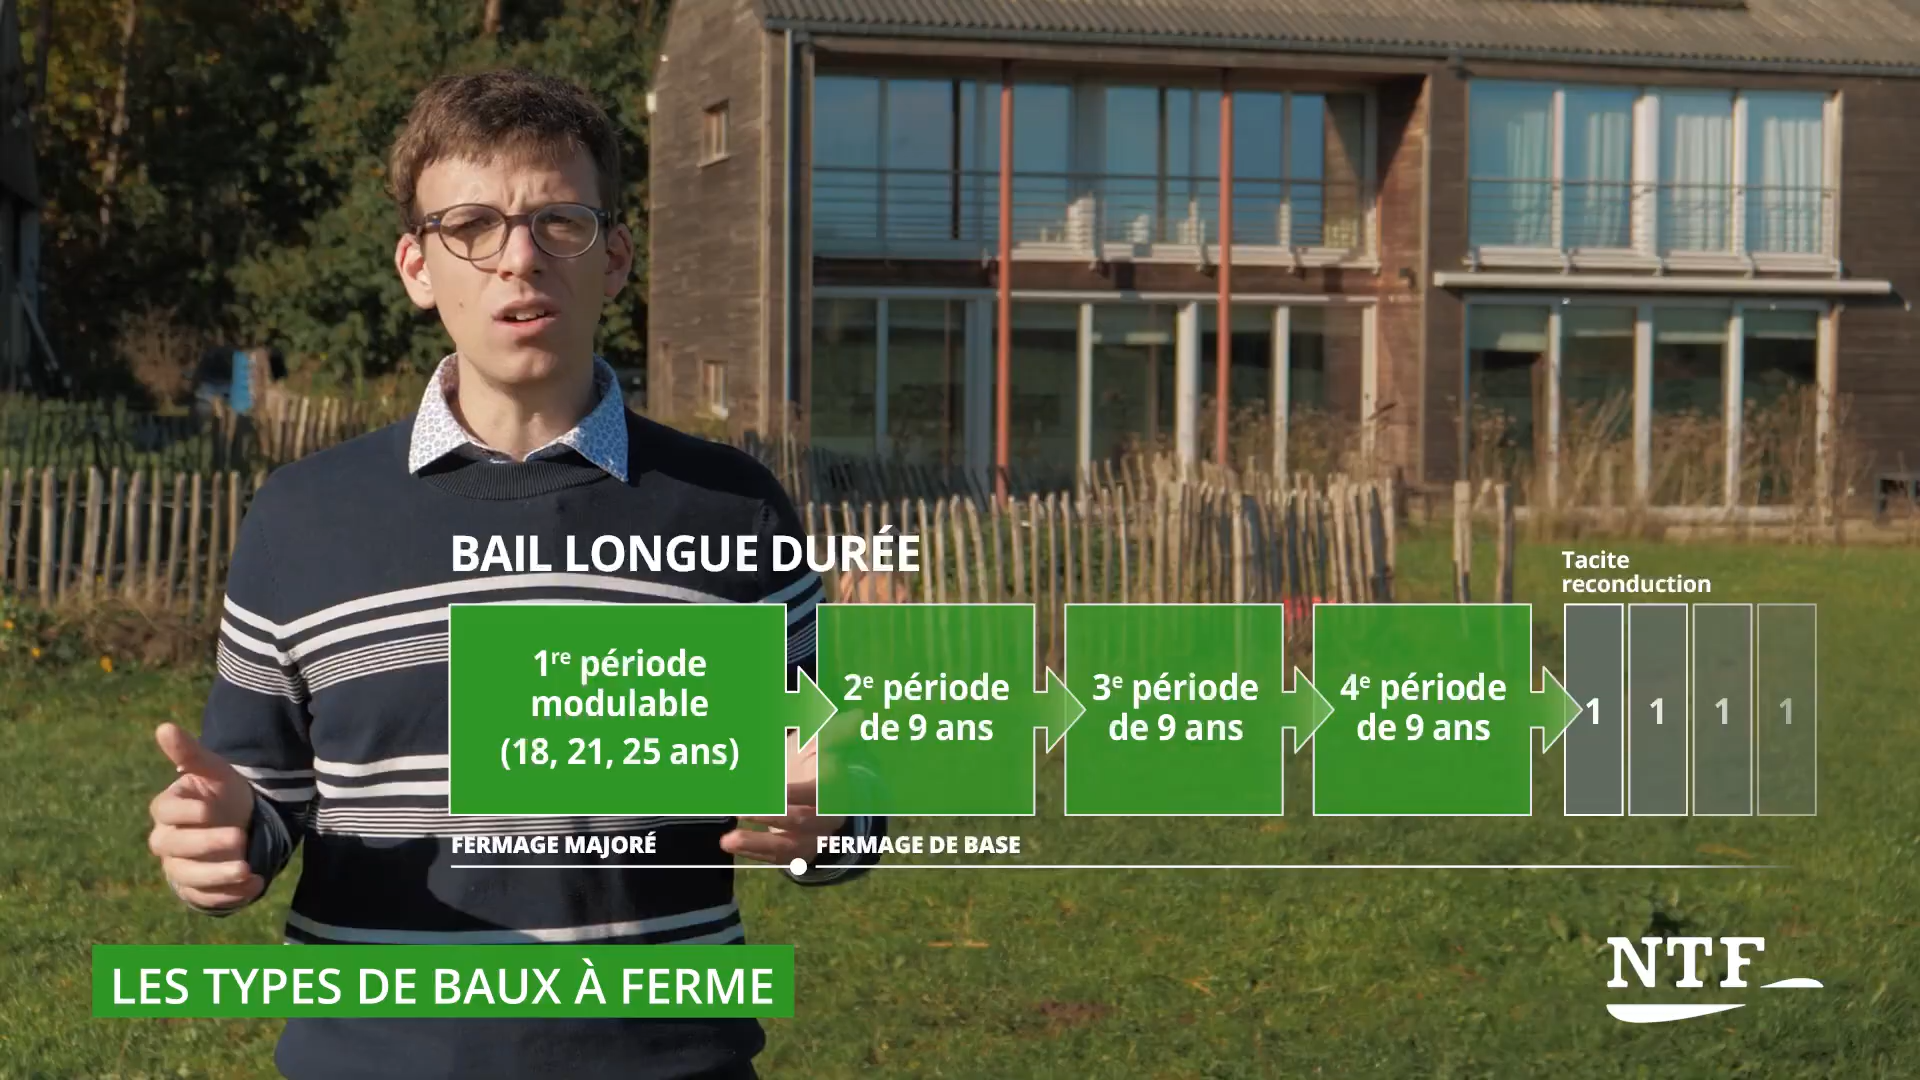 BAIL LONGUE DURÉE
Tacite
reconduction
1re période
modulable
(18, 21, 25 ans)
2e période
de 9 ans
3e période
de 9 ans
4e période
de 9 ans
1
1
1
1
FERMAGE MAJORÉ
FERMAGE DE BASE
LES TYPES DE BAUX À FERME
NTF